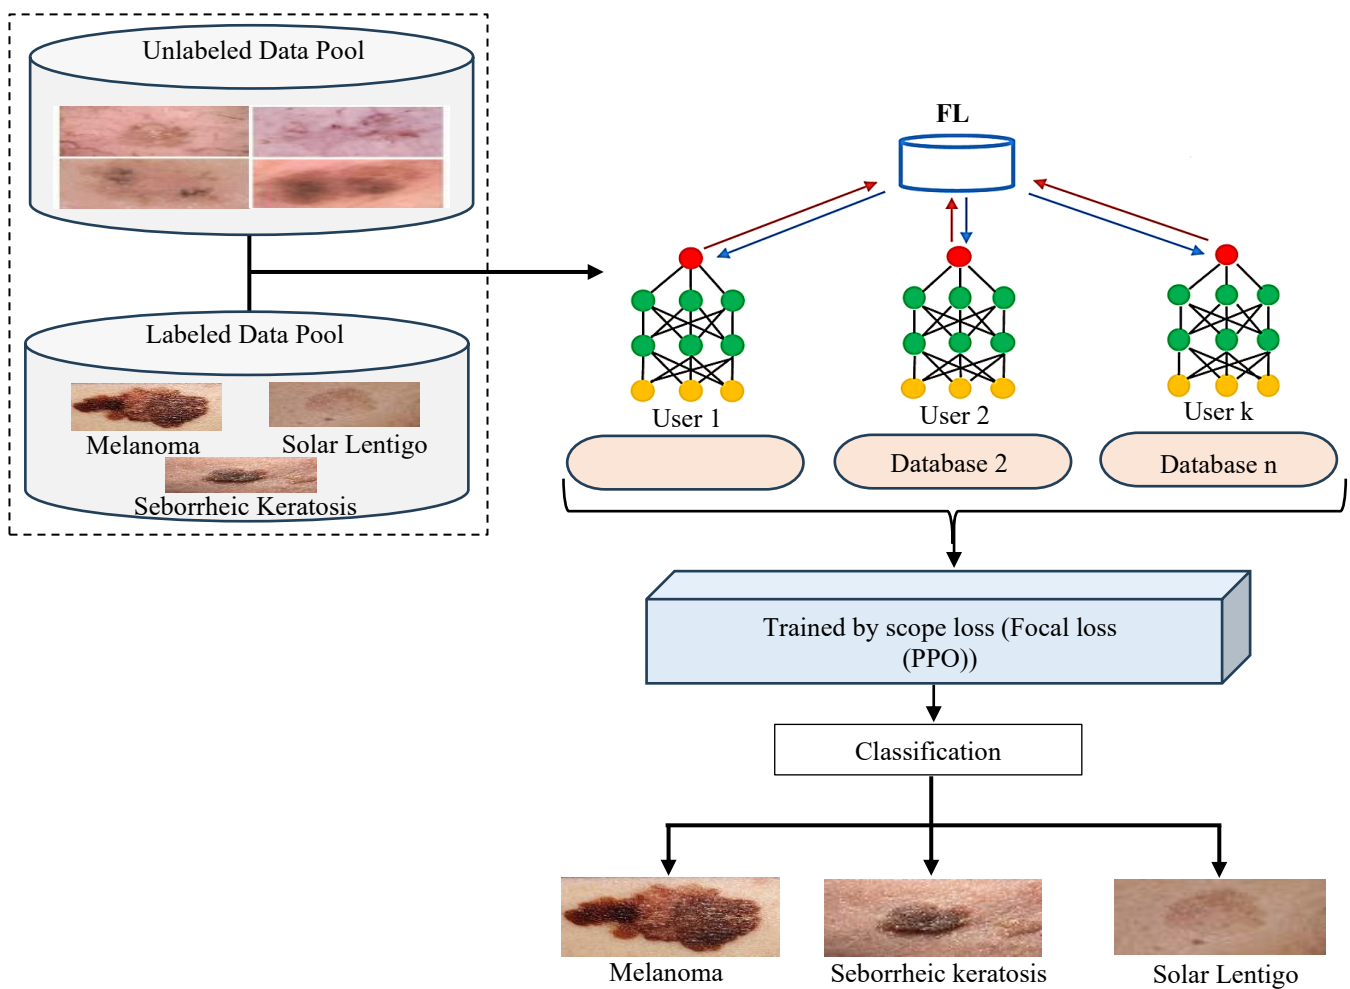 Unlabeled Data Pool
Labeled Data Pool
Melanoma
Solar Lentigo
Seborrheic Keratosis
FL
User 1
User 2
User k
Database 2
Database n
Trained by scope loss (Focal loss
(PPO))
Classification
Melanoma
Seborrheic keratosis
Solar Lentigo